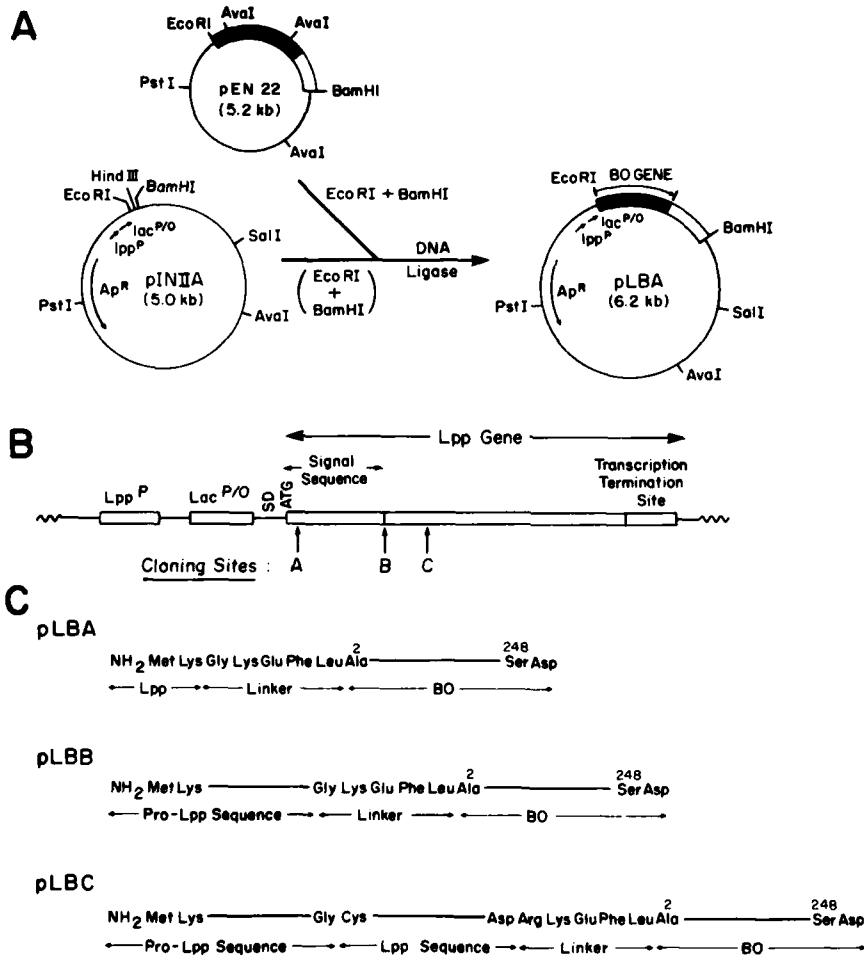 A
EcoRI
AvaI
AvaI
PstI
pEN 22
(5.2 kb)
BamHI
AvaI
Hind III
EcoRI
BamHI
lac P/O
lpp P
Ap R
pINIIA
(5.0 kb)
PstI
SalI
AvaI
EcoRI + BamHI
(EcoRI
+
BamHI)
DNA
Ligase
EcoRI
BO GENE
BamHI
lac P/O
lpp P
Ap R
pLBA
(6.2 kb)
PstI
SalI
AvaI
B
Lpp Gene
Signal
Sequence
Transcription
Termination
Site
Lpp P
Lac P/O
SD
ATG
Cloning Sites : A B C
C
pLBA
2 248
NH2 Met Lys Gly Lys Glu Phe Leu Ala Ser Asp
Lpp Linker BO
pLBB
2 248
NH2 Met Lys Gly Lys Glu Phe Leu Ala Ser Asp
Pro-Lpp Sequence Linker BO
pLBC
2 248
NH2 Met Lys Gly Cys Asp Arg Lys Glu Phe Leu Ala Ser Asp
Pro-Lpp Sequence Lpp Sequence Linker BO